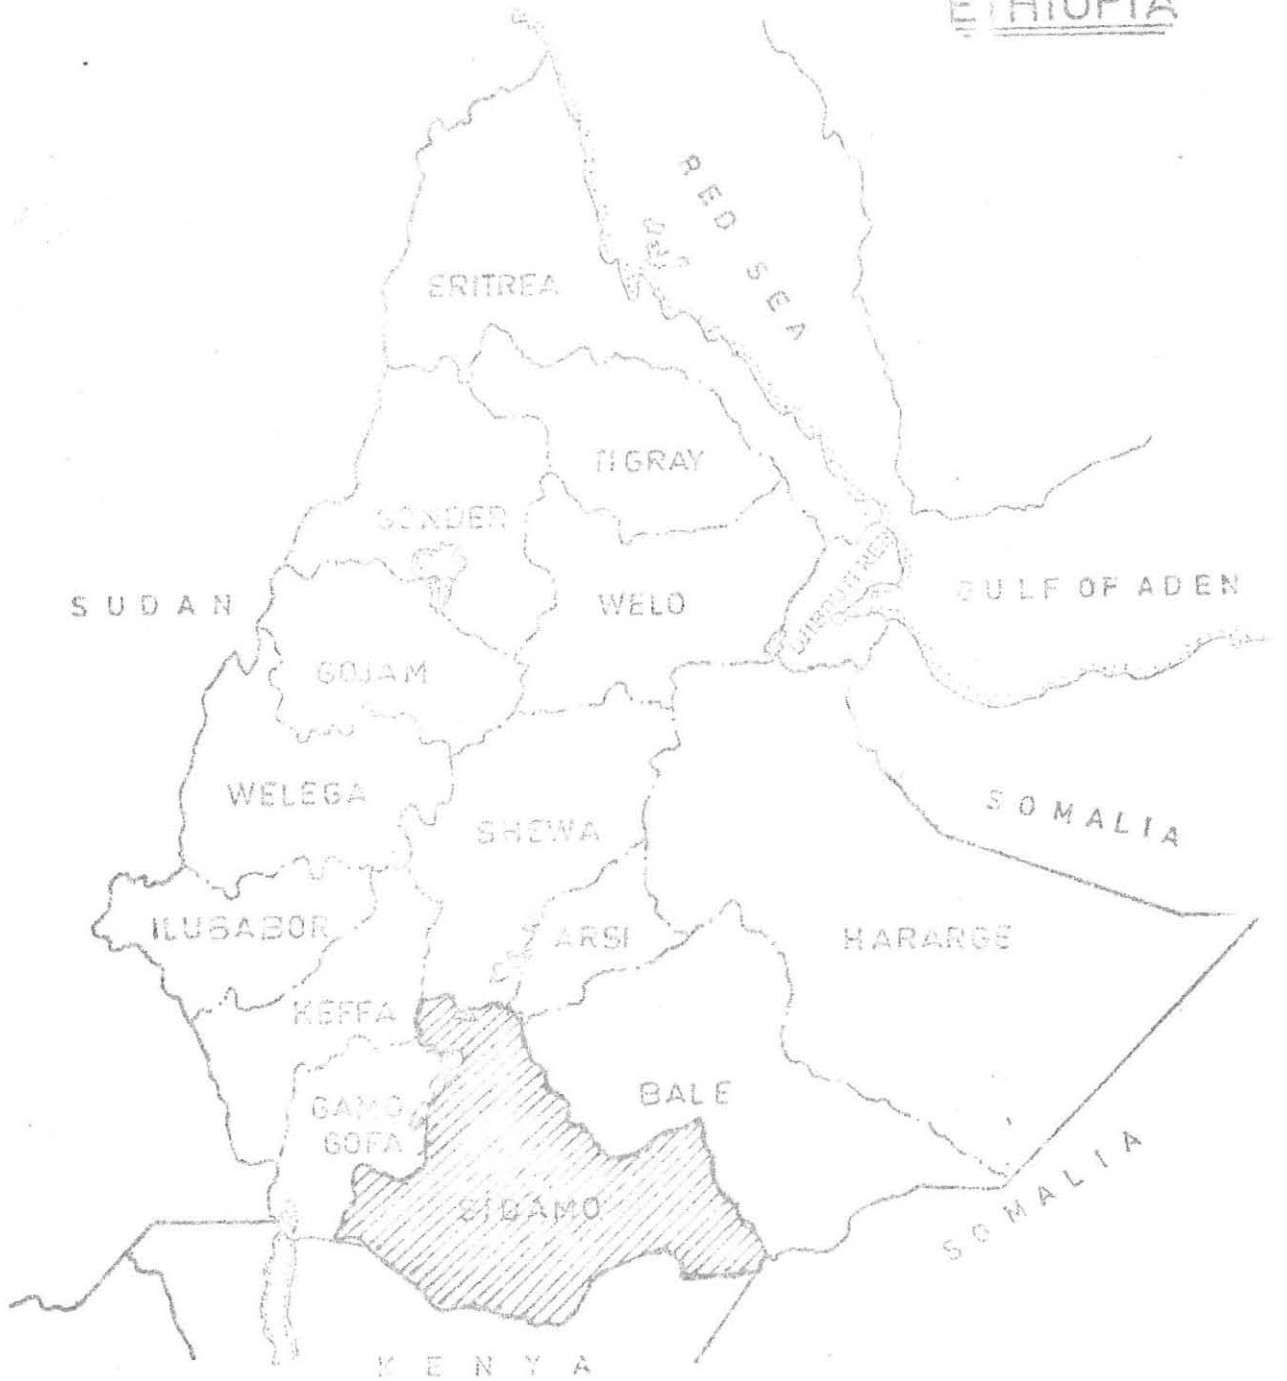 ETHIOPIA
RED SEA
ERITREA
TIGRAY
GONDER
SUDAN
WELO
DJIBOUTI
GULF OF ADEN
GOJAM
WELEGA
SHEWA
SOMALIA
ILUBABOR
ARSI
HARARGE
KEFFA
BALE
GAMO
GOFA
SIDAMO
SOMALIA
KENYA